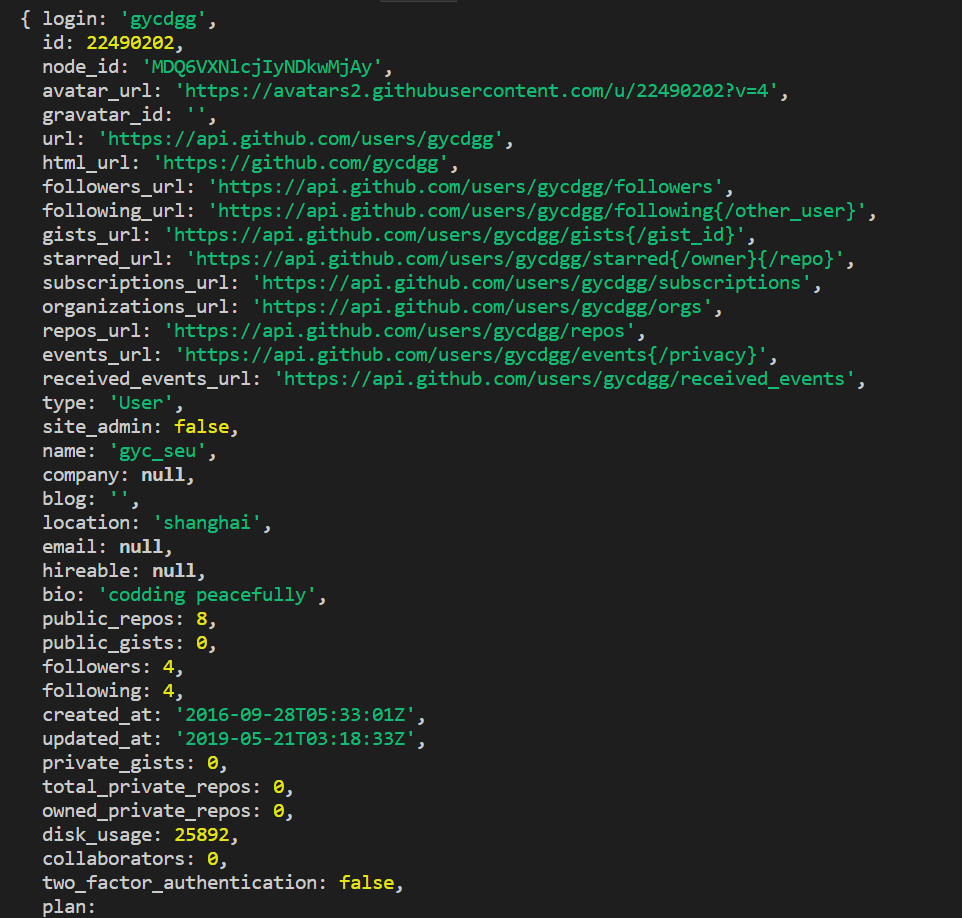 { login: 'gycdgg',
id: 22490202,
node_id: 'MDQ6VXNlcjIyNDkwMjAy',
avatar_url: 'https://avatars2.githubusercontent.com/u/22490202?v=4',
gravatar_id: '',
url: 'https://api.github.com/users/gycdgg',
html_url: 'https://github.com/gycdgg',
followers_url: 'https://api.github.com/users/gycdgg/followers',
following_url: 'https://api.github.com/users/gycdgg/following{/other_user}',
gists_url: 'https://api.github.com/users/gycdgg/gists{/gist_id}',
starred_url: 'https://api.github.com/users/gycdgg/starred{/owner}{/repo}',
subscriptions_url: 'https://api.github.com/users/gycdgg/subscriptions',
organizations_url: 'https://api.github.com/users/gycdgg/orgs',
repos_url: 'https://api.github.com/users/gycdgg/repos',
events_url: 'https://api.github.com/users/gycdgg/events{/privacy}',
received_events_url: 'https://api.github.com/users/gycdgg/received_events',
type: 'User',
site_admin: false,
name: 'gyc_seu',
company: null,
blog: '',
location: 'shanghai',
email: null,
hireable: null,
bio: 'codding peacefully',
public_repos: 8,
public_gists: 0,
followers: 4,
following: 4,
created_at: '2016-09-28T05:33:01Z',
updated_at: '2019-05-21T03:18:33Z',
private_gists: 0,
total_private_repos: 0,
owned_private_repos: 0,
disk_usage: 25892,
collaborators: 0,
two_factor_authentication: false,
plan: